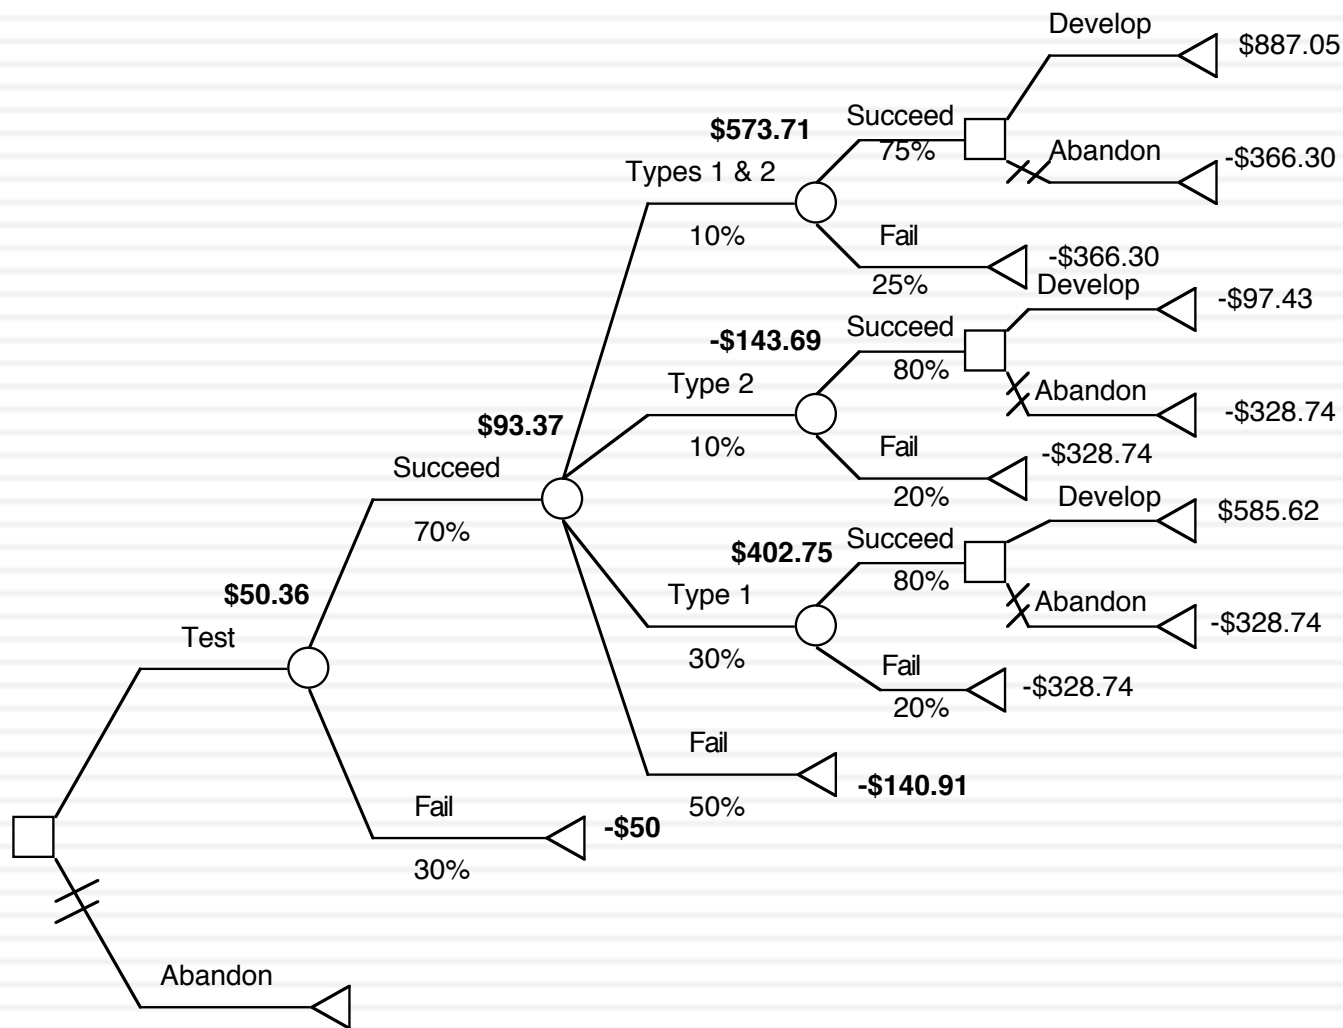 Develop
$887.05
Succeed
$573.71
75%
Abandon
-$366.30
Types 1 & 2
10%
Fail
-$366.30
25%
Develop
-$97.43
Succeed
-$143.69
80%
Type 2
Abandon
-$328.74
$93.37
10%
Fail
-$328.74
Succeed
20%
Develop
$585.62
70%
Succeed
$402.75
80%
Type 1
Abandon
-$328.74
$50.36
Test
30%
Fail
-$328.74
20%
Fail
-$140.91
50%
Fail
-$50
30%
Abandon